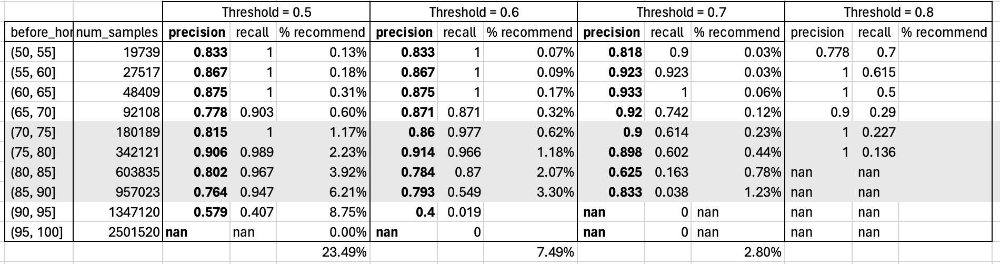 Threshold = 0.5 Threshold = 0.6 Threshold = 0.7 Threshold = 0.8
before_hor num_samples precision recall % recommend precision recall % recommend precision recall % recommend precision recall % recommend
(50, 55] 19739 0.833 1 0.13% 0.833 1 0.07% 0.818 0.9 0.03% 0.778 0.7
(55, 60] 27517 0.867 1 0.18% 0.867 1 0.09% 0.923 0.923 0.03% 1 0.615
(60, 65] 48409 0.875 1 0.31% 0.875 1 0.17% 0.933 1 0.06% 1 0.5
(65, 70] 92108 0.778 0.903 0.60% 0.871 0.871 0.32% 0.92 0.742 0.12% 0.9 0.29
(70, 75] 180189 0.815 1 1.17% 0.86 0.977 0.62% 0.9 0.614 0.23% 1 0.227
(75, 80] 342121 0.906 0.989 2.23% 0.914 0.966 1.18% 0.898 0.602 0.44% 1 0.136
(80, 85] 603835 0.802 0.967 3.92% 0.784 0.87 2.07% 0.625 0.163 0.78% nan nan
(85, 90] 957023 0.764 0.947 6.21% 0.793 0.549 3.30% 0.833 0.038 1.23% nan nan
(90, 95] 1347120 0.579 0.407 8.75% 0.4 0.019 nan 0 nan nan nan
(95, 100] 2501520 nan nan 0.00% nan 0 nan 0 nan nan nan
23.49% 7.49% 2.80%